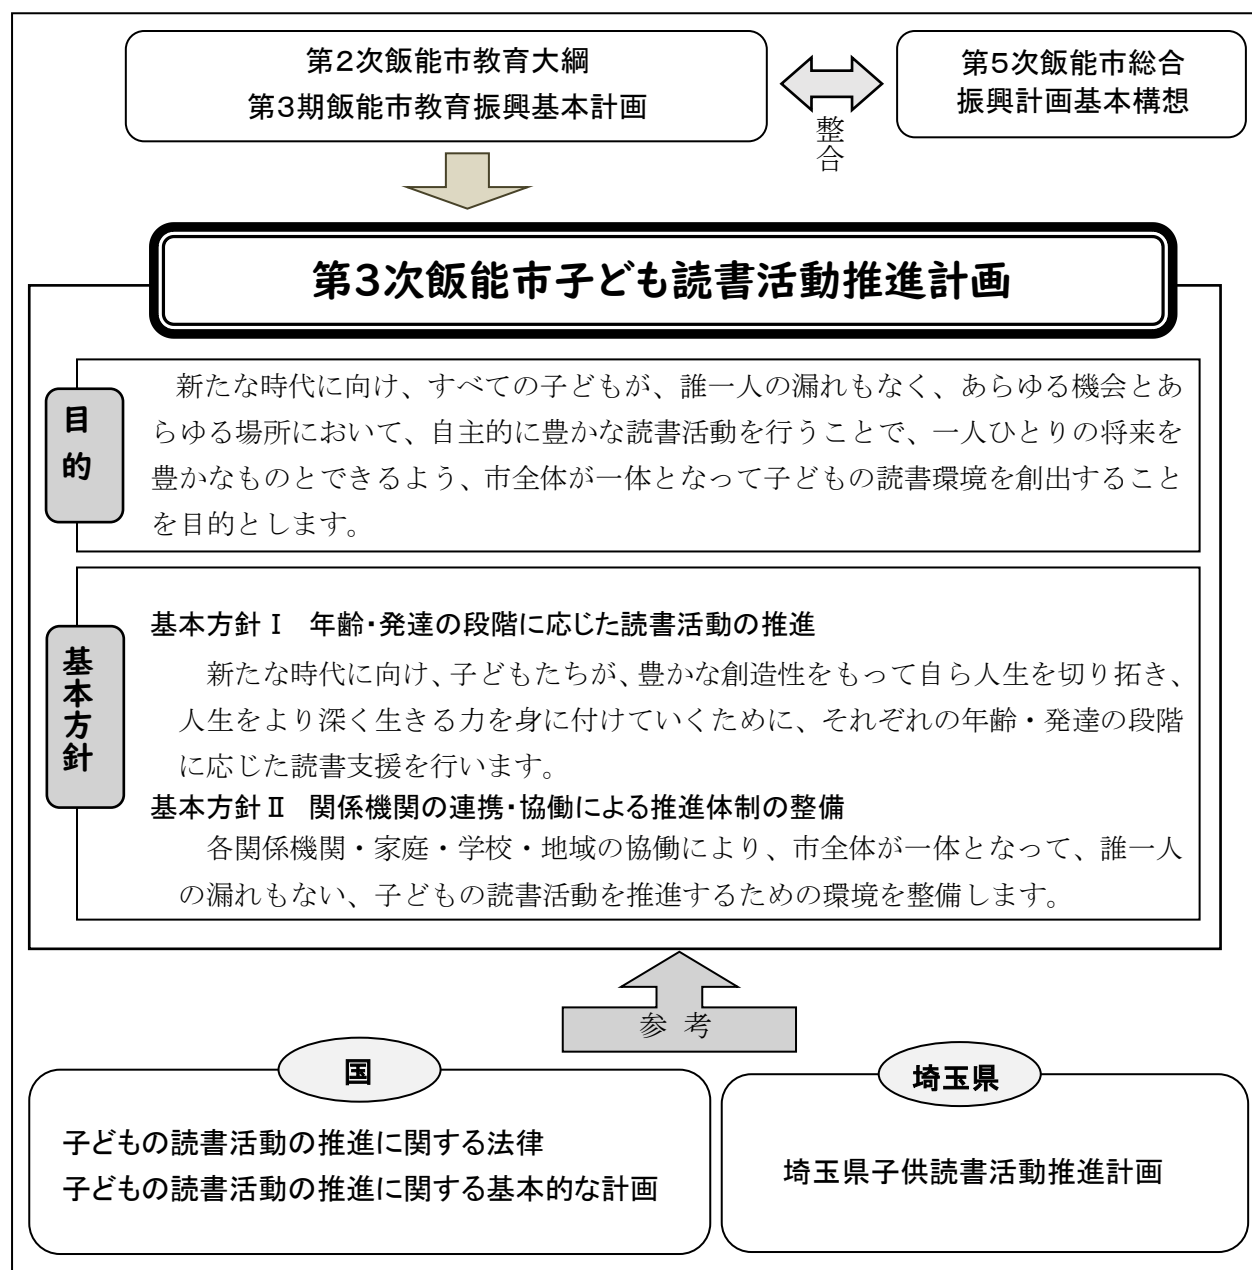 第2次飯能市教育大綱
第3期飯能市教育振興基本計画
整合
第5次飯能市総合
振興計画基本構想
第3次飯能市子ども読書活動推進計画
目的
新たな時代に向け、すべての子どもが、誰一人の漏れもなく、あらゆる機会とあ
らゆる場所において、自主的に豊かな読書活動を行うことで、一人ひとりの将来を
豊かなものとできるよう、市全体が一体となって子どもの読書環境を創出すること
を目的とします。
基本方針
基本方針Ⅰ　年齢・発達の段階に応じた読書活動の推進
新たな時代に向け、子どもたちが、豊かな創造性をもって自ら人生を切り拓き、
人生をより深く生きる力を身に付けていくために、それぞれの年齢・発達の段階
に応じた読書支援を行います。
基本方針Ⅱ　関係機関の連携・協働による推進体制の整備
各関係機関・家庭・学校・地域の協働により、市全体が一体となって、誰一人
の漏れもない、子どもの読書活動を推進するための環境を整備します。
参 考
国
子どもの読書活動の推進に関する法律
子どもの読書活動の推進に関する基本的な計画
埼玉県
埼玉県子供読書活動推進計画